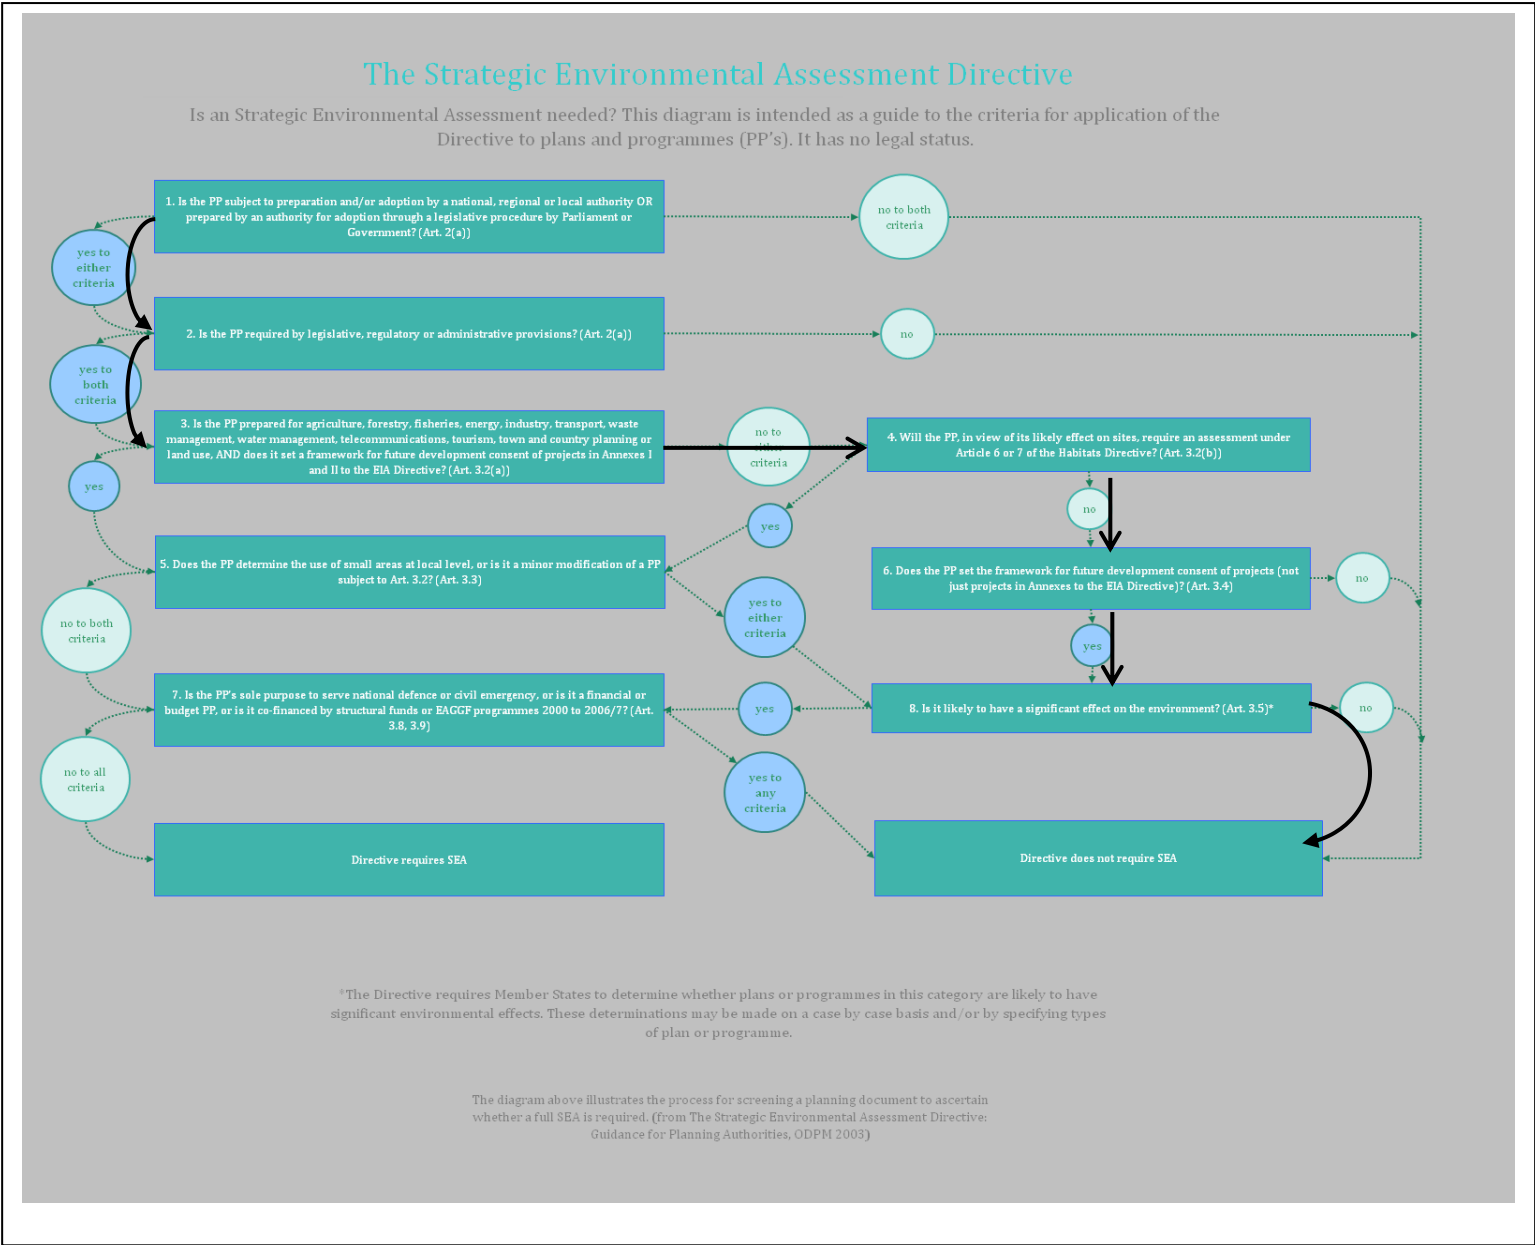 The Strategic Environmental Assessment Directive
Is an Strategic Environmental Assessment needed? This diagram is intended as a guide to the criteria for application of the
Directive to plans and programmes (PP's). It has no legal status.
1. Is the PP subject to preparation and/or adoption by a national, regional or local authority OR
prepared by an authority for adoption through a legislative procedure by Parliament or
Government? (Art. 2(a))
no to both
criteria
yes to
either
criteria
2. Is the PP required by legislative, regulatory or administrative provisions? (Art. 2(a))
no
yes to
both
criteria
3. Is the PP prepared for agriculture, forestry, fisheries, energy, industry, transport, waste
management, water management, telecommunications, tourism, town and country planning or
land use, AND does it set a framework for future development consent of projects in Annexes I
and II to the EIA Directive? (Art. 3.2(a))
no to
either
criteria
4. Will the PP, in view of its likely effect on sites, require an assessment under
Article 6 or 7 of the Habitats Directive? (Art. 3.2(b))
yes
yes
no
5. Does the PP determine the use of small areas at local level, or is it a minor modification of a PP
subject to Art. 3.2? (Art. 3.3)
6. Does the PP set the framework for future development consent of projects (not
just projects in Annexes to the EIA Directive)? (Art. 3.4)
no
no to both
criteria
yes to
either
criteria
yes
7. Is the PP's sole purpose to serve national defence or civil emergency, or is it a financial or
budget PP, or is it co-financed by structural funds or EAGGF programmes 2000 to 2006/7? (Art.
3.8, 3.9)
yes
8. Is it likely to have a significant effect on the environment? (Art. 3.5)*
no
no to all
criteria
yes to
any
criteria
Directive requires SEA
Directive does not require SEA
*The Directive requires Member States to determine whether plans or programmes in this category are likely to have
significant environmental effects. These determinations may be made on a case by case basis and/or by specifying types
of plan or programme.
The diagram above illustrates the process for screening a planning document to ascertain
whether a full SEA is required. (from The Strategic Environmental Assessment Directive:
Guidance for Planning Authorities, ODPM 2003)